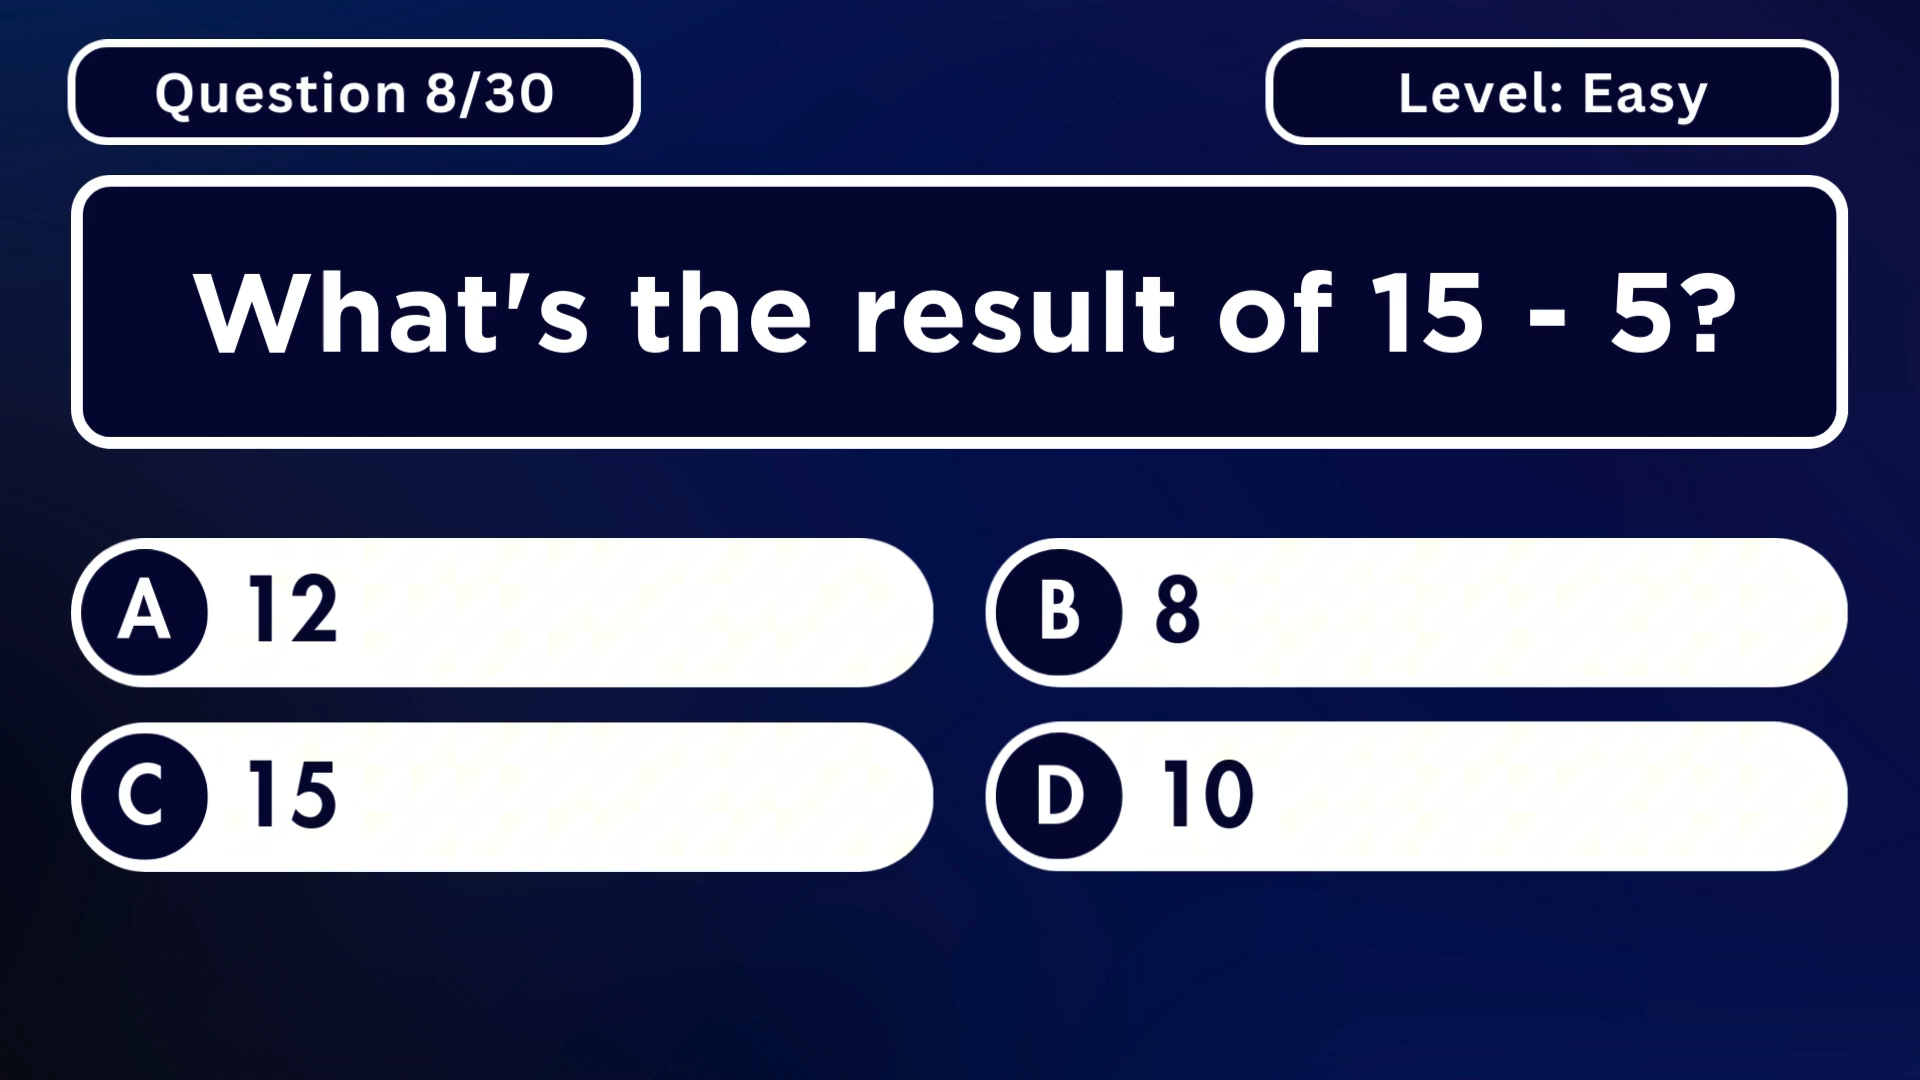 Question 8/30
Level: Easy
What's the result of 15 - 5?
A 12
B 8
C 15
D 10